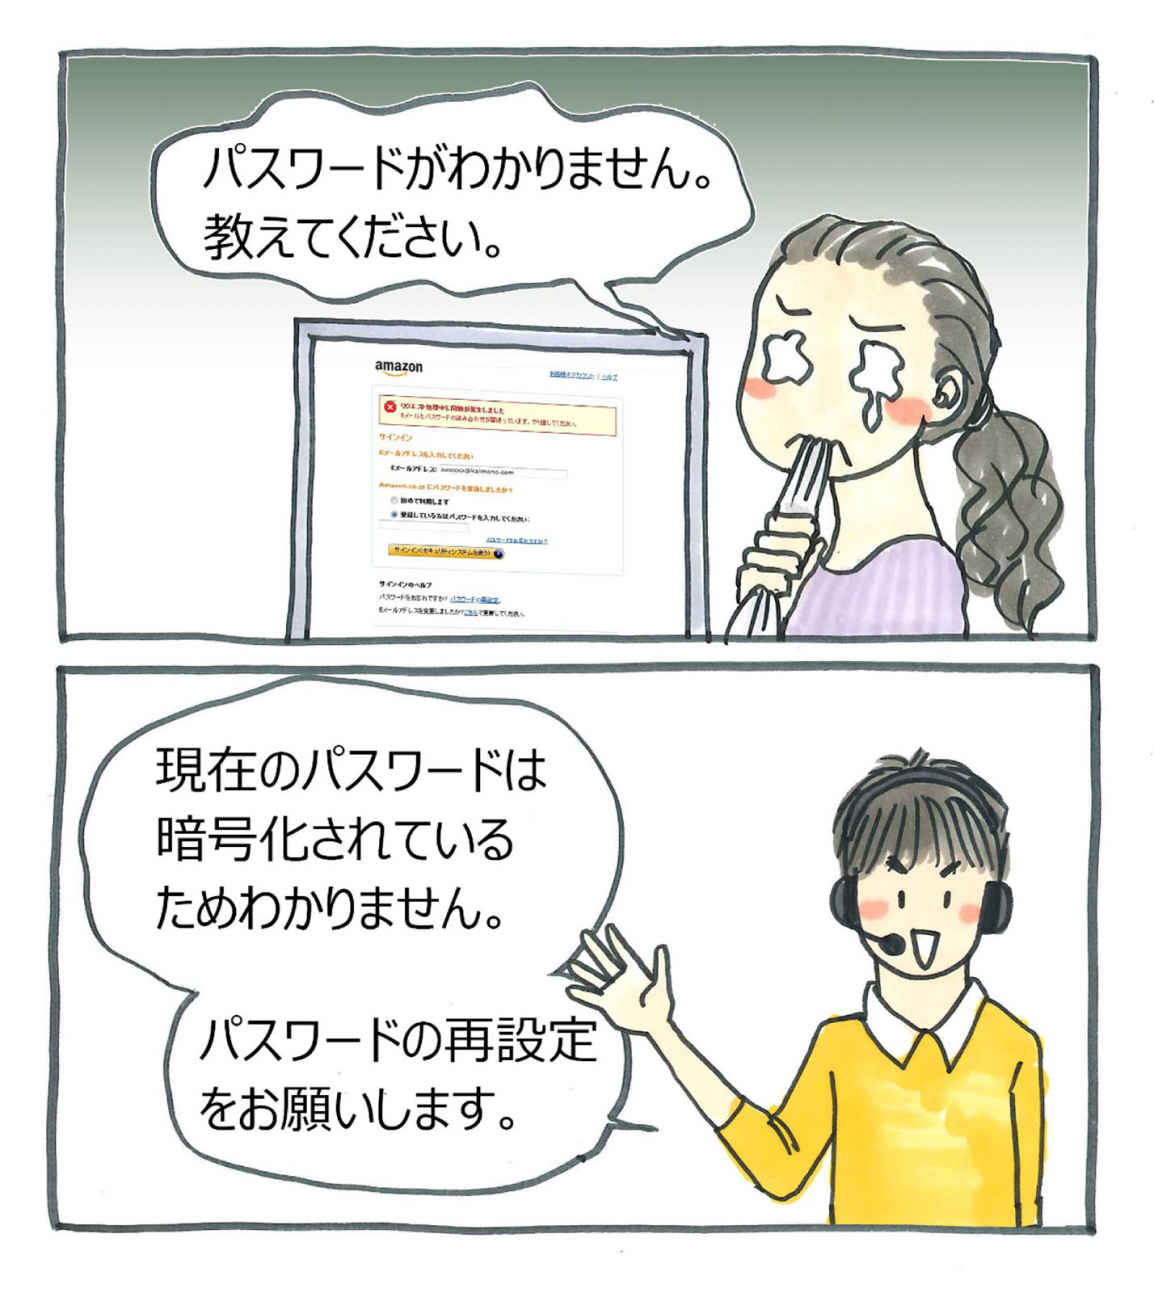 パスワードがわかりません。
教えてください。
amazon
お客様のアカウント | ヘルプ
リクエスト処理中に問題が発生しました
Eメールとパスワードの組み合わせが間違っています。やり直してください。
サインイン
Eメールアドレスを入力してください
Eメールアドレス:
Amazon.co.jp にパスワードを登録しましたか?
初めて利用します
登録している方はパスワードを入力してください:
パスワードをお忘れですか?
サインイン(セキュリティシステムを使う)
サインインのヘルプ
パスワードをお忘れですか? パスワードの再設定。
Eメールアドレスを変更しましたか? こちらで更新してください。
現在のパスワードは
暗号化されている
ためわかりません。
パスワードの再設定
をお願いします。